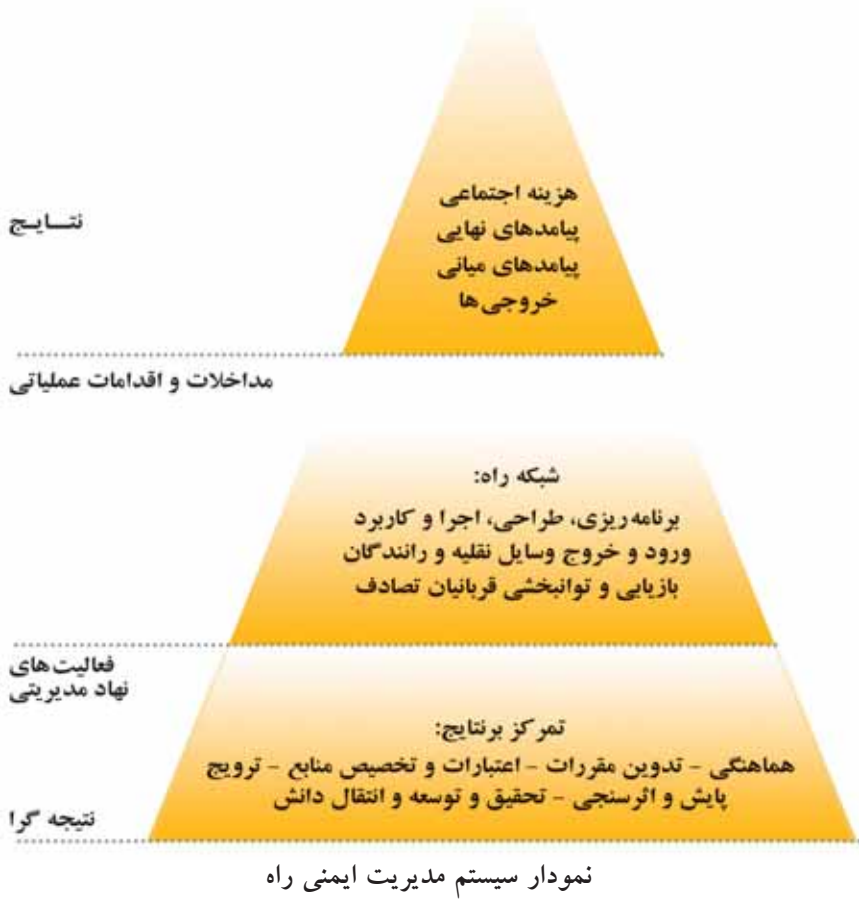 هزینه اجتماعی
پیامدهای نهایی
پیامدهای میانی
خروجی‌ها
نتـــایـج
مداخلات و اقدامات عملیاتی
شبکه راه:
برنامه‌ریزی، طراحی، اجرا و کاربرد
ورود و خروج وسایل نقلیه و رانندگان
بازیابی و توانبخشی قربانیان تصادف
فعالیت‌های
نهاد مدیریتی
تمرکز برنتایج:
هماهنگی - تدوین مقررات - اعتبارات و تخصیص منابع - ترویج
پایش و اثرسنجی - تحقیق و توسعه و انتقال دانش
نتیجه گرا
نمودار سیستم مدیریت ایمنی راه